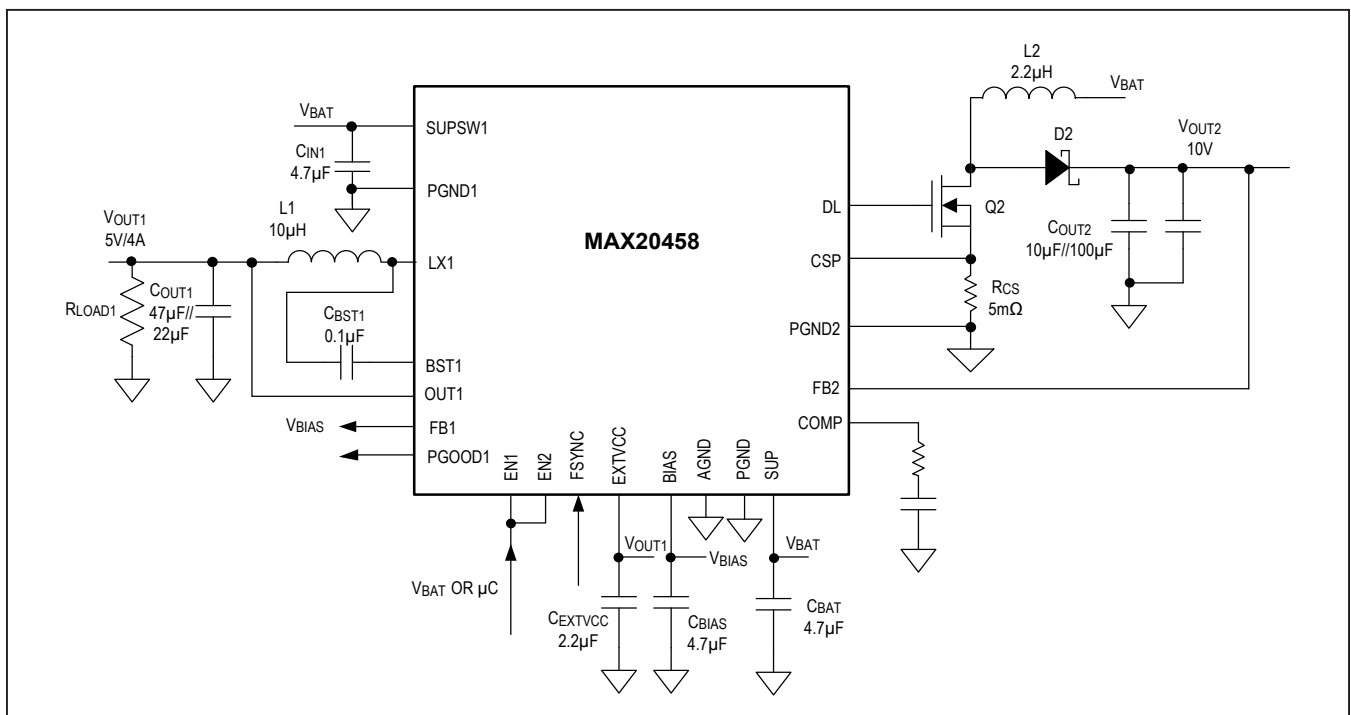 L2
2.2µH
VBAT
VBAT
SUPSW1
CIN1
4.7µF
PGND1
VOUT2
10V
D2
L1
10µH
VOUT1
5V/4A
MAX20458
DL
Q2
COUT2
10µF//100µF
CSP
LX1
RLOAD1
COUT1
47µF//
22µF
CBST1
0.1µF
RCS
5mΩ
PGND2
BST1
OUT1
FB2
VBIAS
FB1
COMP
PGOOD1
EN1
EN2
FSYNC
EXTVCC
BIAS
AGND
PGND
SUP
VOUT1
VBIAS
VBAT
VBAT OR µC
CEXTVCC
2.2µF
CBIAS
4.7µF
CBAT
4.7µF